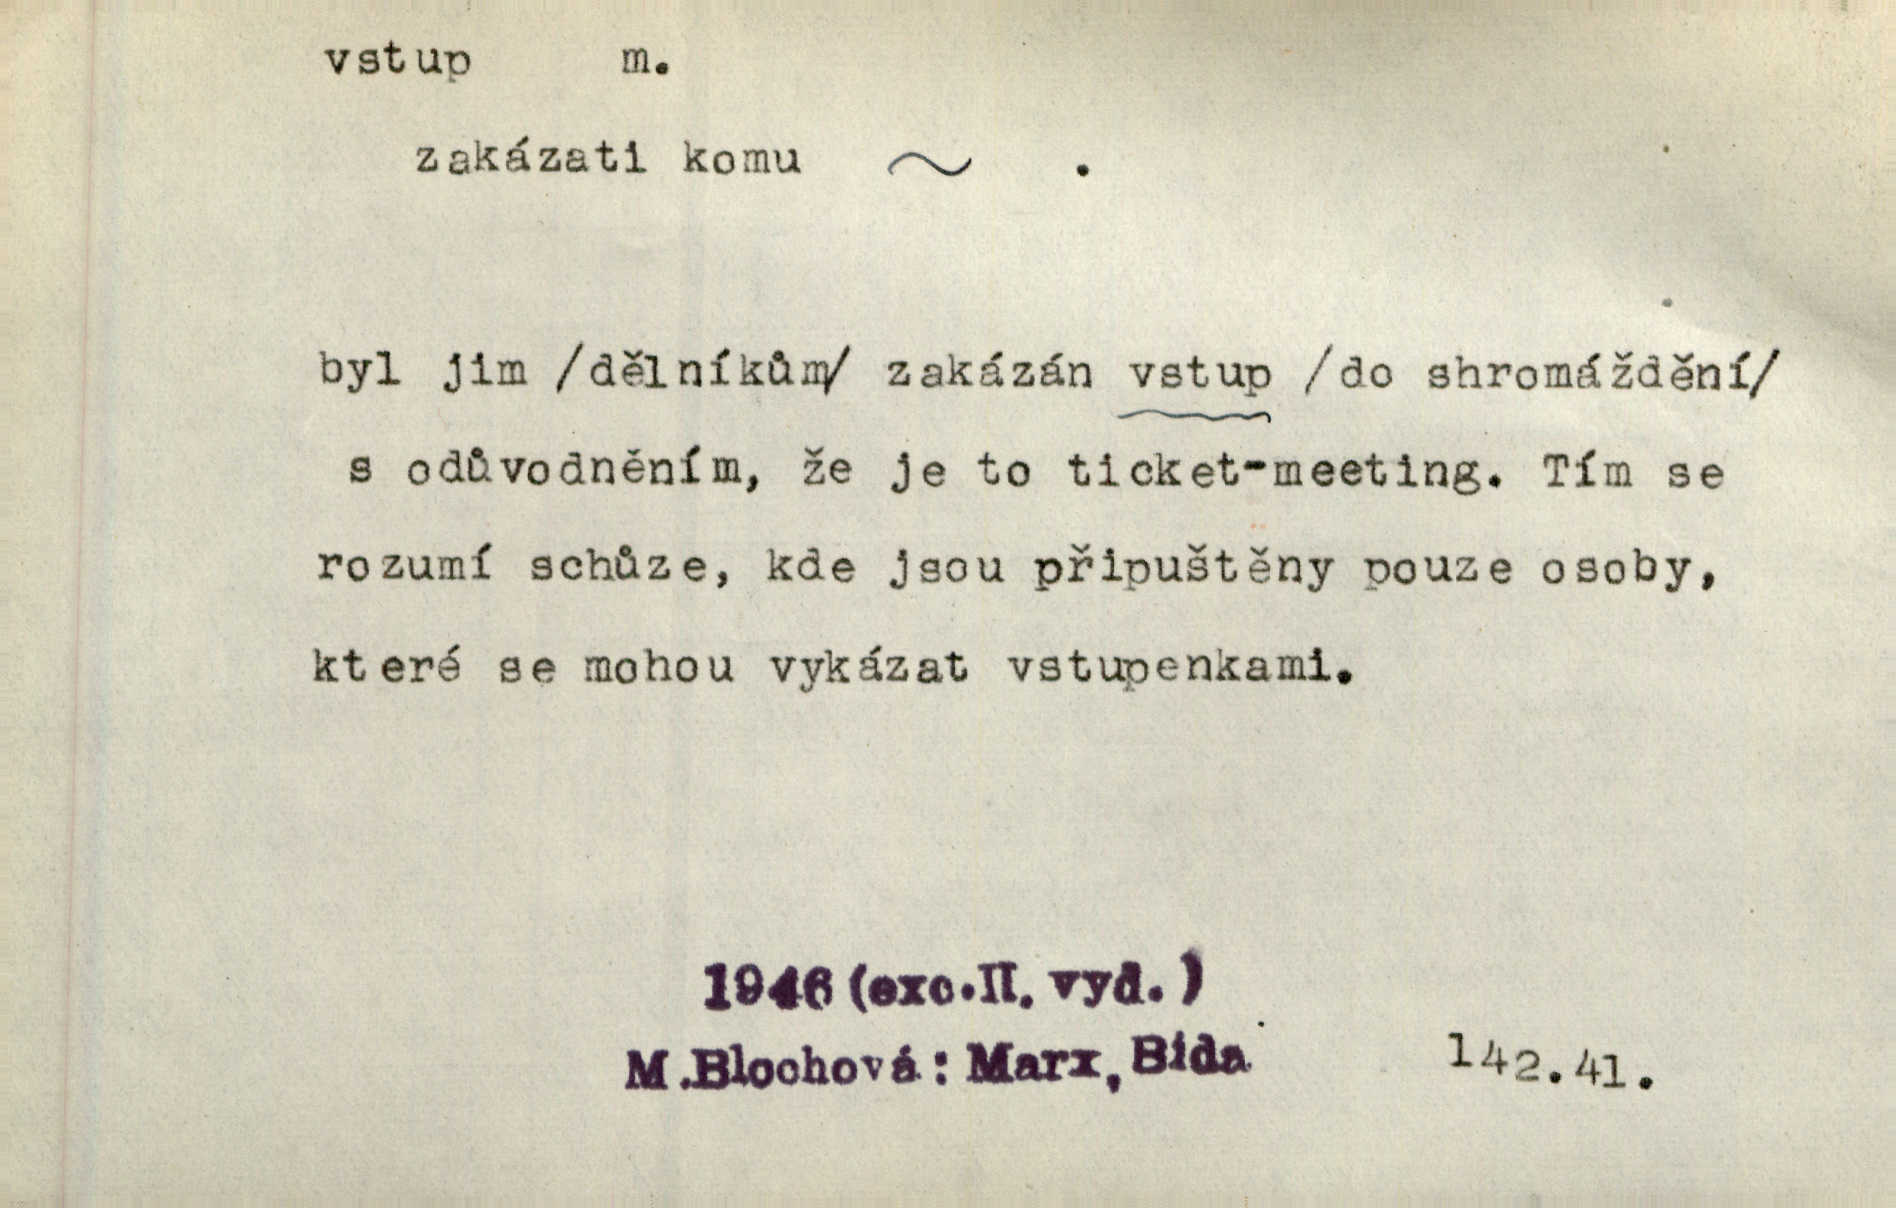 vstup m.
zakázati komu ~ .
byl jim /dělníkům/ zakázán vstup /do shromáždění/
s odůvodněním, že je to ticket-meeting. Tím se
rozumí schůze, kde jsou připuštěny pouze osoby,
které se mohou vykázat vstupenkami.
1946 (exc.II. vyd.)
M.Blochová: Marx, Bída 142.41.